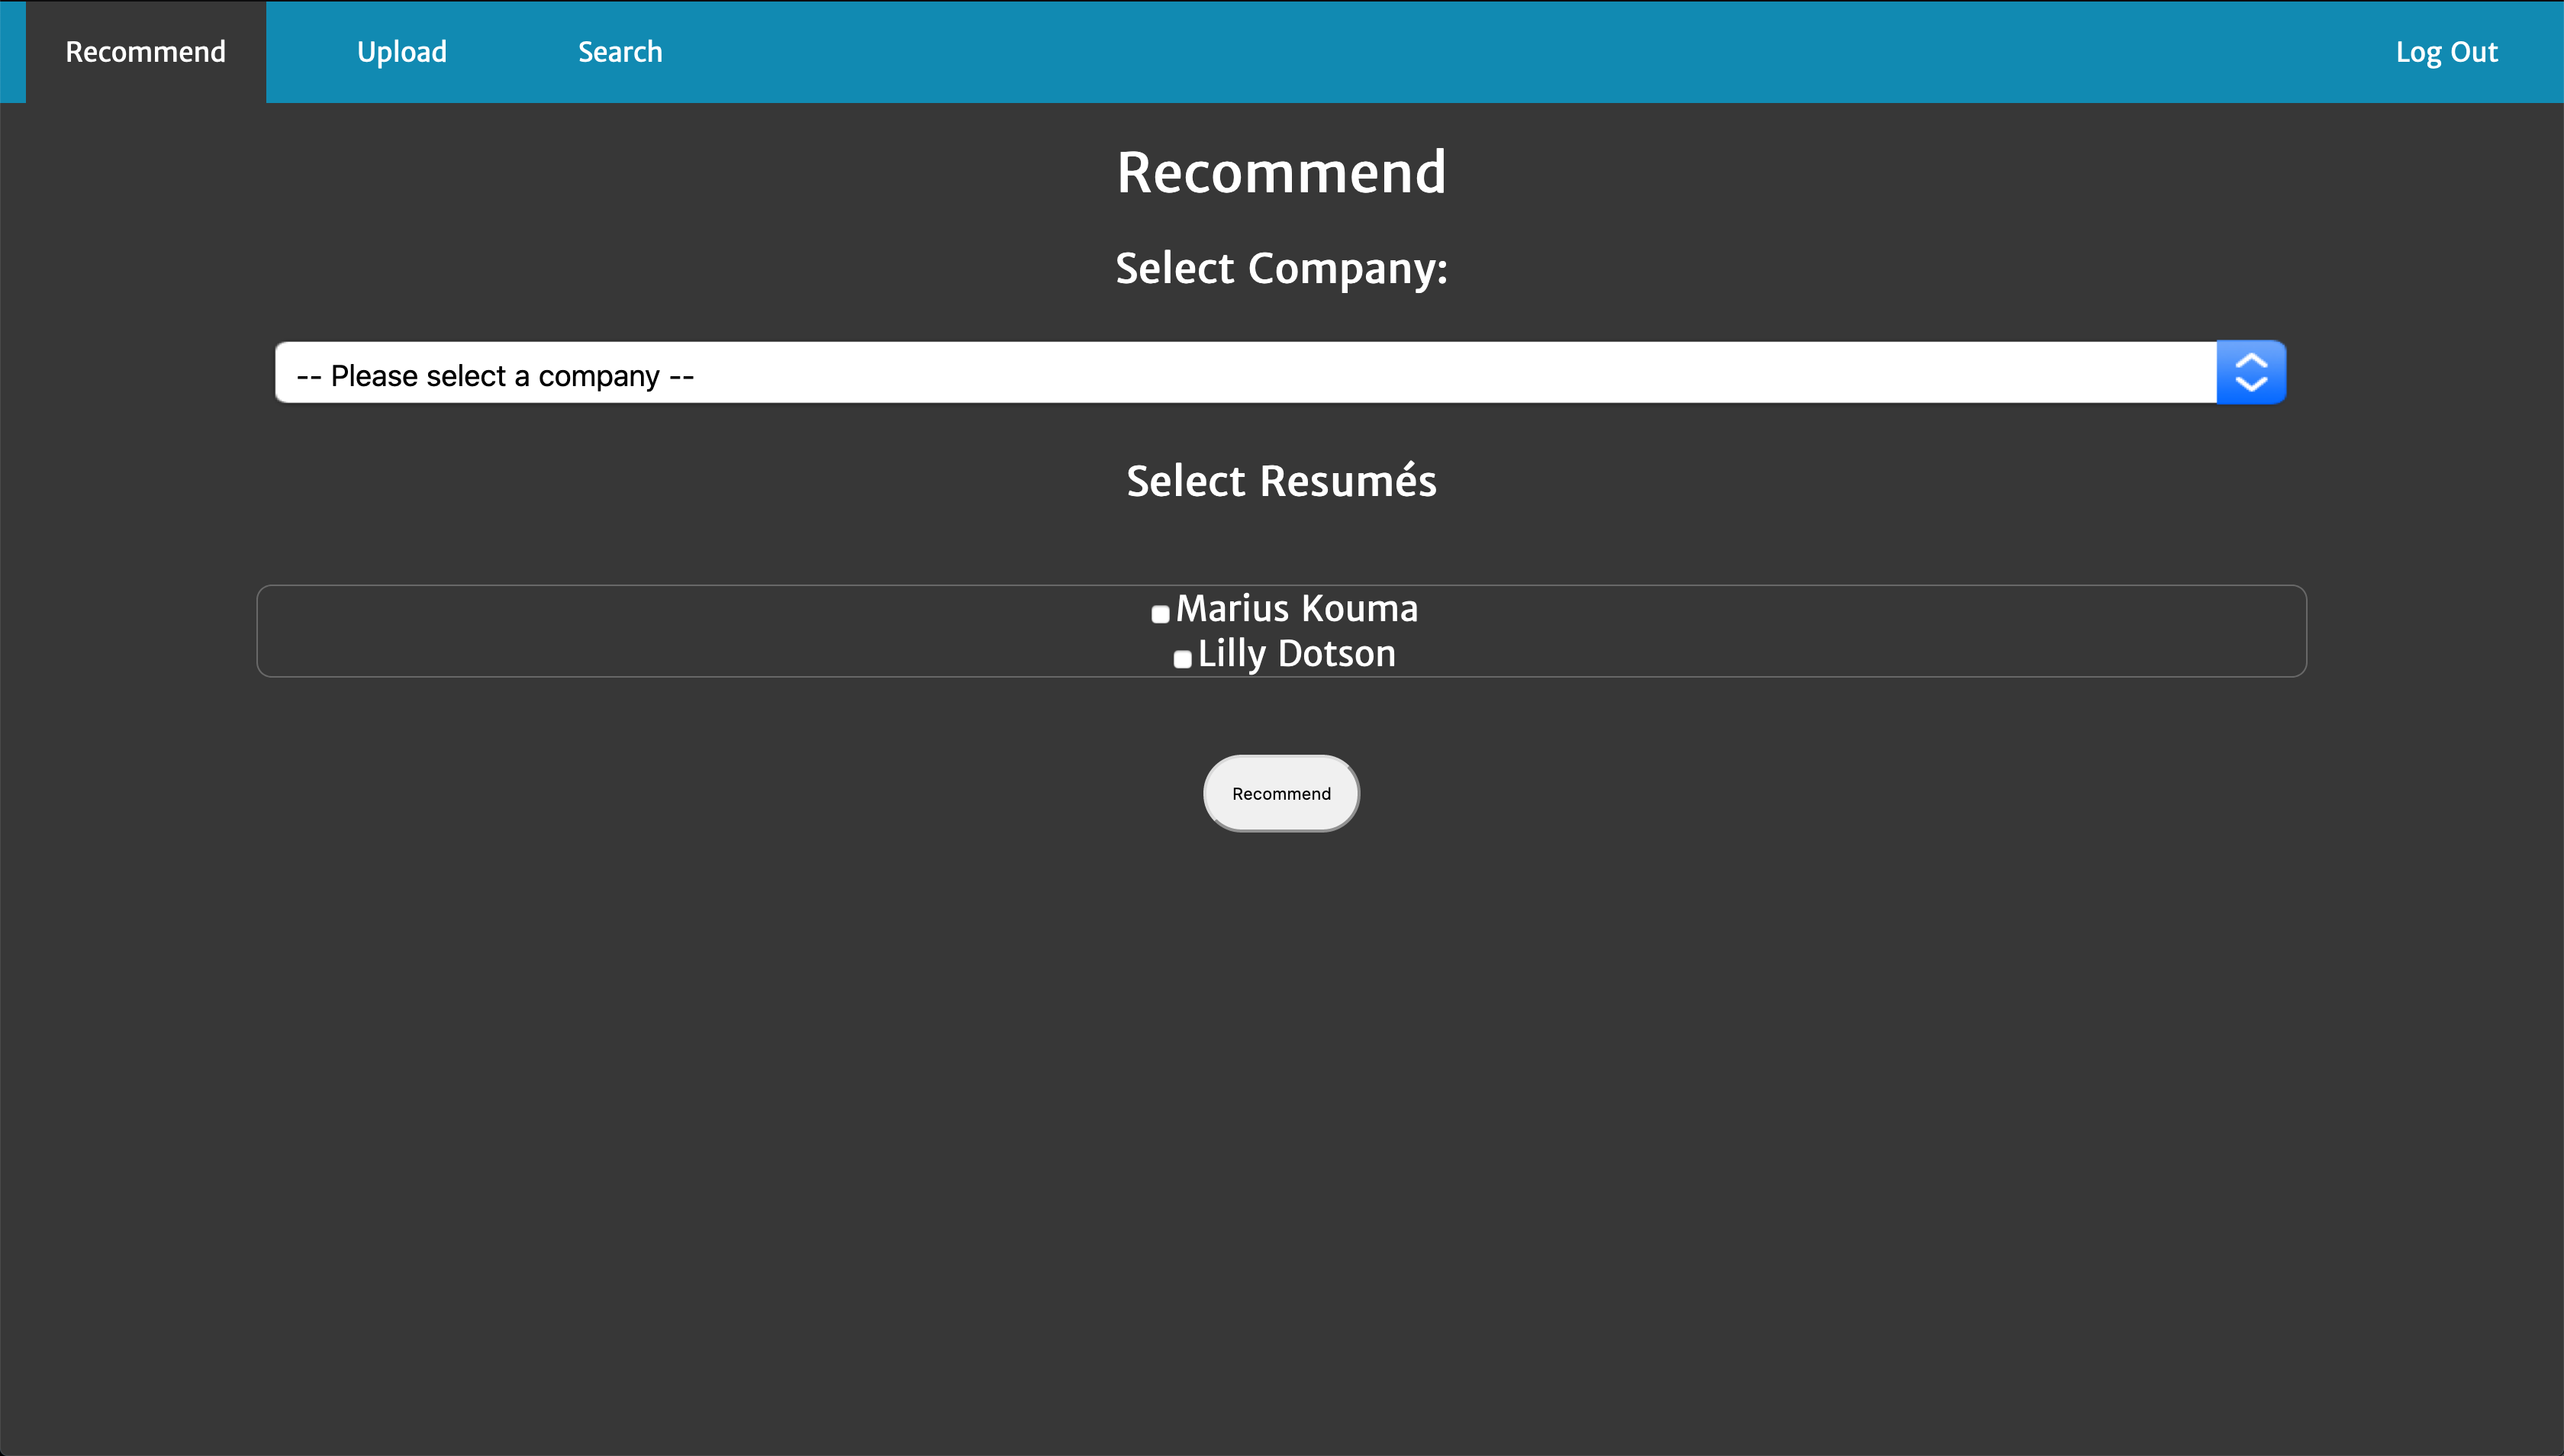 Recommend Upload Search Log Out
Recommend
Select Company:
-- Please select a company --
Select Resumés
Marius Kouma
Lilly Dotson
Recommend